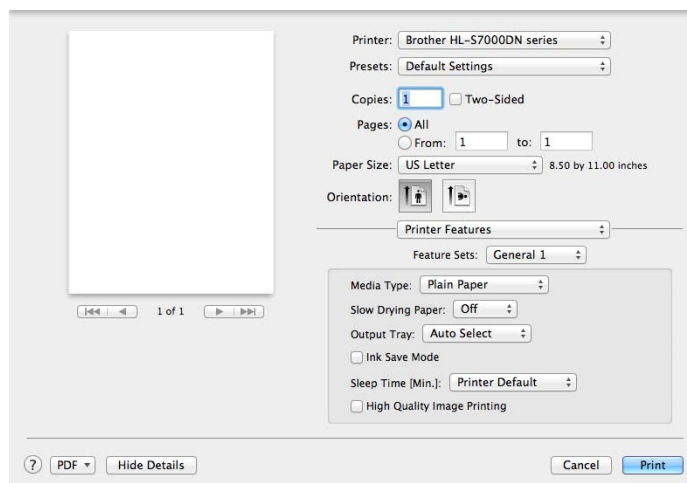 Printer: Brother HL-S7000DN series
Presets: Default Settings
Copies: 1 Two-Sided
Pages: All
From: 1 to: 1
Paper Size: US Letter 8.50 by 11.00 inches
Orientation:
Printer Features
Feature Sets: General 1
Media Type: Plain Paper
1 of 1
Slow Drying Paper: Off
Output Tray: Auto Select
Ink Save Mode
Sleep Time [Min.]: Printer Default
High Quality Image Printing
? PDF Hide Details Cancel Print